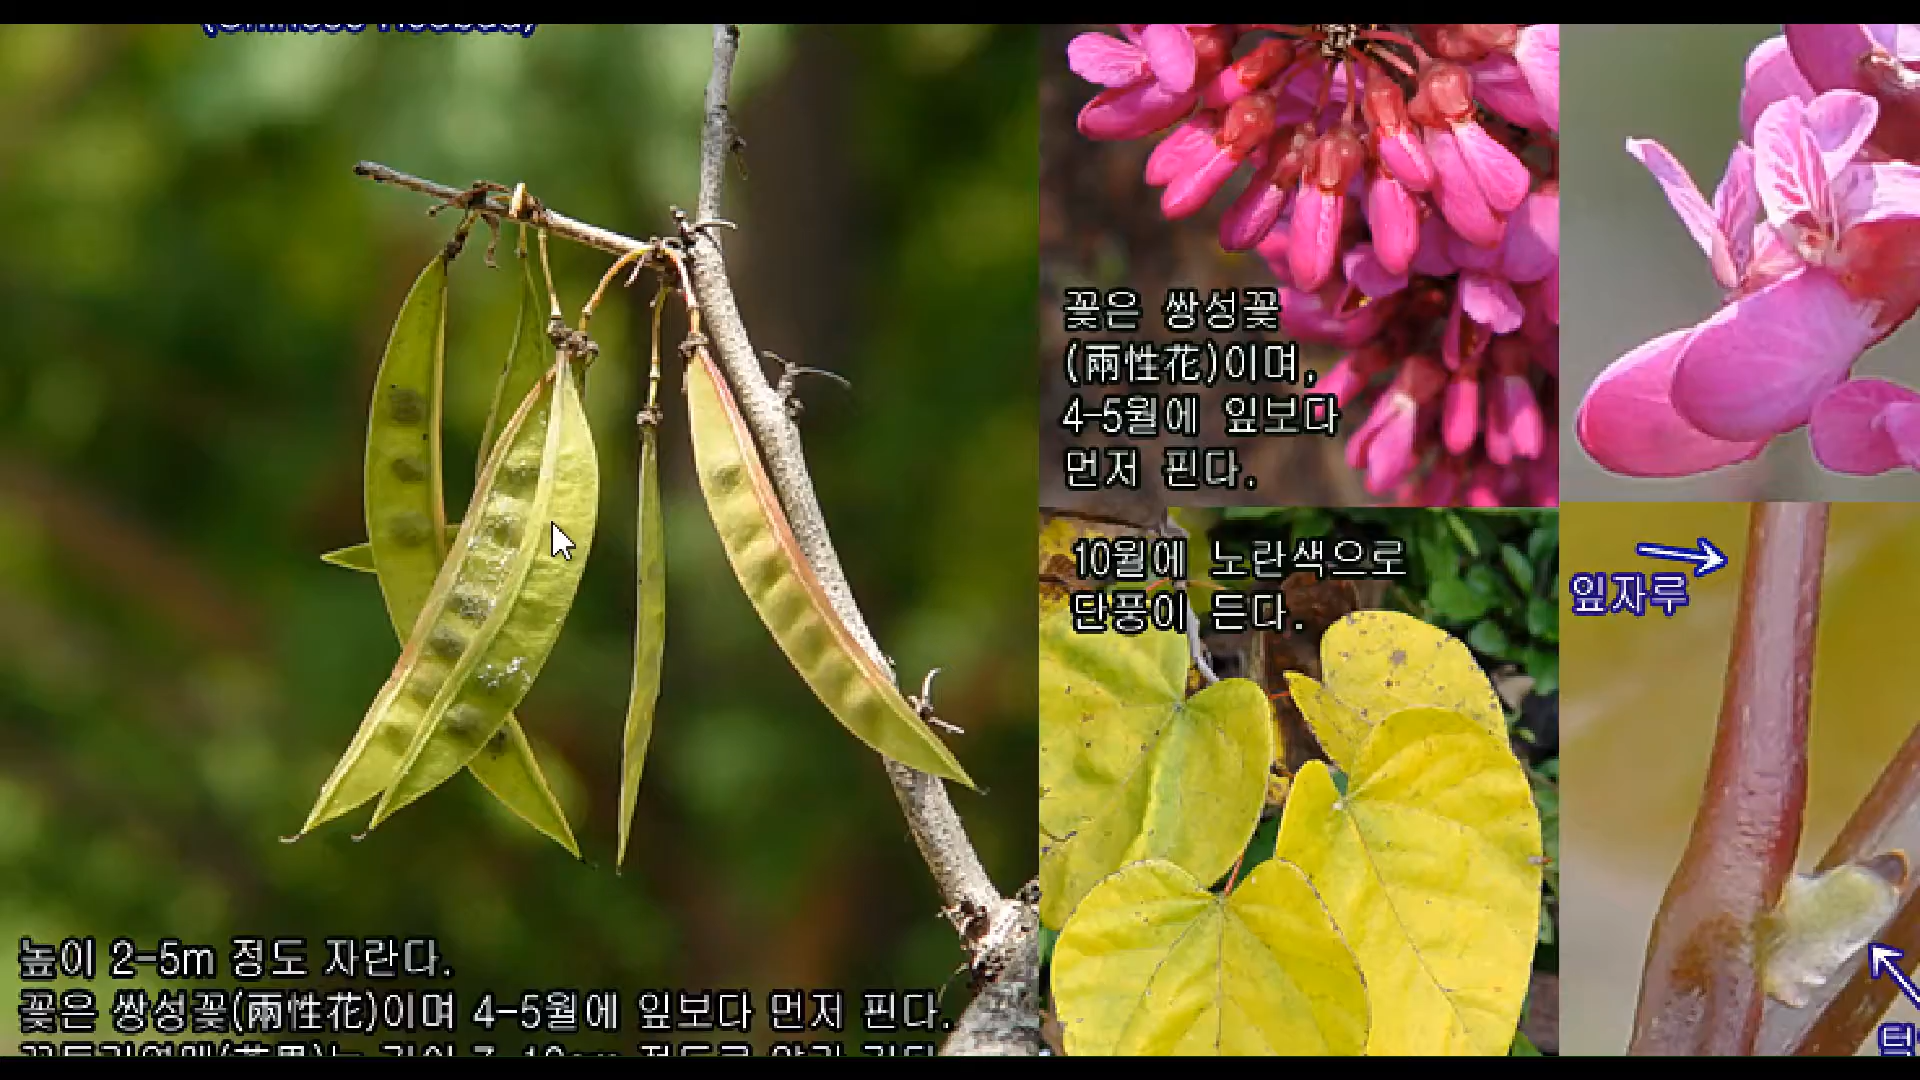 (Chinese Redbud)
높이 2-5m 정도 자란다.
꽃은 쌍성꽃(兩性花)이며 4-5월에 잎보다 먼저 핀다.
꽃은 쌍성꽃
(兩性花)이며,
4-5월에 잎보다
먼저 핀다.
10월에 노란색으로
단풍이 든다.
잎자루